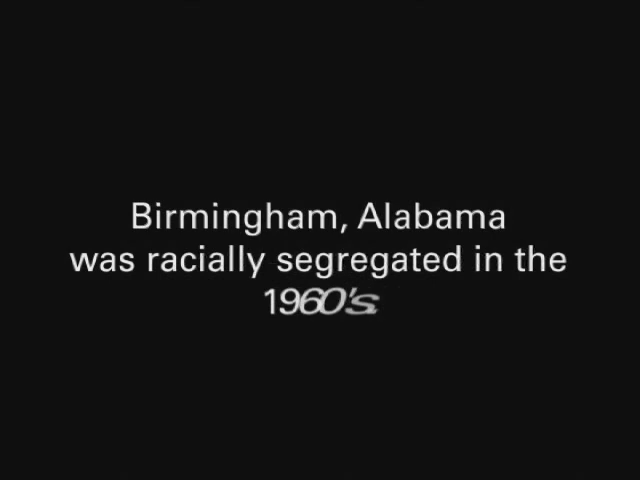 Birmingham, Alabama
was racially segregated in the
1960's.